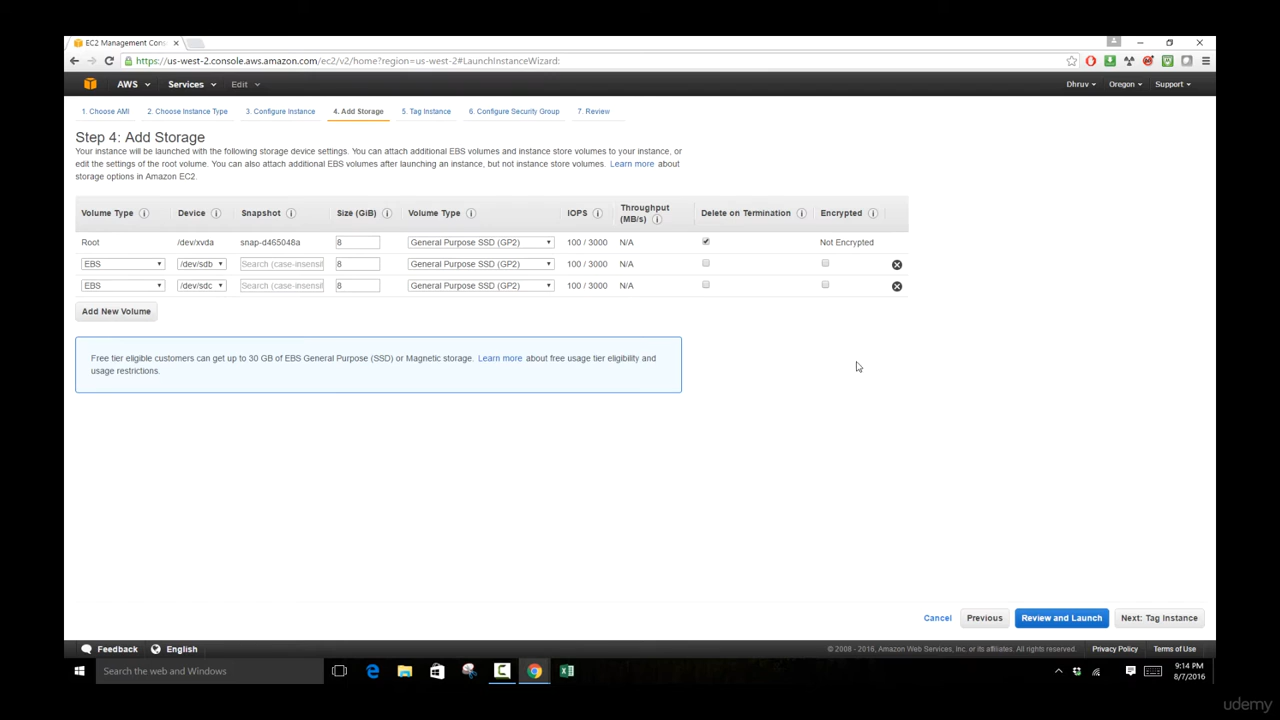 EC2 Management Cons
https://us-west-2.console.aws.amazon.com/ec2/v2/home?region=us-west-2#LaunchInstanceWizard:
AWS Services Edit Dhruv Oregon Support
1. Choose AMI 2. Choose Instance Type 3. Configure Instance 4. Add Storage 5. Tag Instance 6. Configure Security Group 7. Review
Step 4: Add Storage
Your instance will be launched with the following storage device settings. You can attach additional EBS volumes and instance store volumes to your instance, or
edit the settings of the root volume. You can also attach additional EBS volumes after launching an instance, but not instance store volumes. Learn more about
storage options in Amazon EC2.
Volume Type Device Snapshot Size (GiB) Volume Type IOPS Throughput (MB/s) Delete on Termination Encrypted
Root /dev/xvda snap-d465048a 8 General Purpose SSD (GP2) 100 / 3000 N/A Not Encrypted
EBS /dev/sdb Search (case-insensit 8 General Purpose SSD (GP2) 100 / 3000 N/A
EBS /dev/sdc Search (case-insensit 8 General Purpose SSD (GP2) 100 / 3000 N/A
Add New Volume
Free tier eligible customers can get up to 30 GB of EBS General Purpose (SSD) or Magnetic storage. Learn more about free usage tier eligibility and
usage restrictions.
Cancel Previous Review and Launch Next: Tag Instance
Feedback English © 2008 - 2016, Amazon Web Services, Inc. or its affiliates. All rights reserved. Privacy Policy Terms of Use
Search the web and Windows
9:14 PM
8/7/2016
udemy